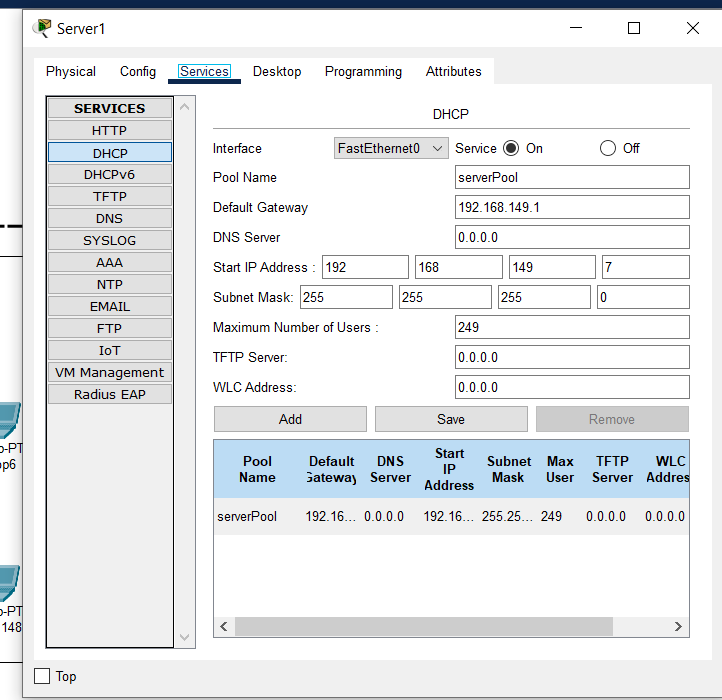 Server1
Physical Config Services Desktop Programming Attributes
SERVICES
HTTP
DHCP
DHCPv6
TFTP
DNS
SYSLOG
AAA
NTP
EMAIL
FTP
IoT
VM Management
Radius EAP
DHCP
Interface FastEthernet0 Service On Off
Pool Name serverPool
Default Gateway 192.168.149.1
DNS Server 0.0.0.0
Start IP Address : 192 168 149 7
Subnet Mask: 255 255 255 0
Maximum Number of Users : 249
TFTP Server: 0.0.0.0
WLC Address: 0.0.0.0
Add Save Remove
Pool Name Default Gateway DNS Server Start IP Address Subnet Mask Max User TFTP Server WLC Addres
serverPool 192.16... 0.0.0.0 192.16... 255.25... 249 0.0.0.0 0.0.0.0
Top
o-PT
op6
o-PT
148